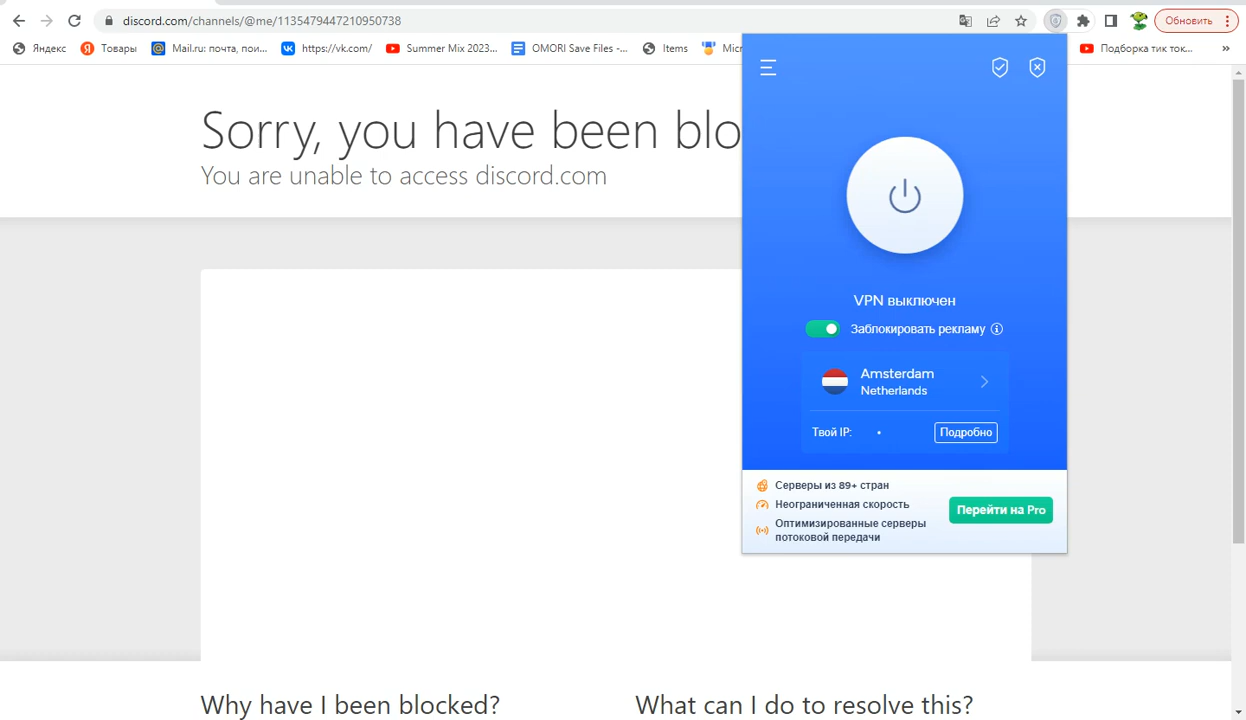 discord.com/channels/@me/1135479447210950738
Обновить
Яндекс
Товары
Mail.ru: почта, пои...
https://vk.com/
Summer Mix 2023...
OMORI Save Files -...
Items
Подборка тик ток...
»
Sorry, you have been
You are unable to access discord.com
VPN выключен
Заблокировать рекламу
Amsterdam
Netherlands
Твой IP:
Подробно
Серверы из 89+ стран
Неограниченная скорость
Оптимизированные серверы
потоковой передачи
Перейти на Pro
Why have I been blocked?
What can I do to resolve this?